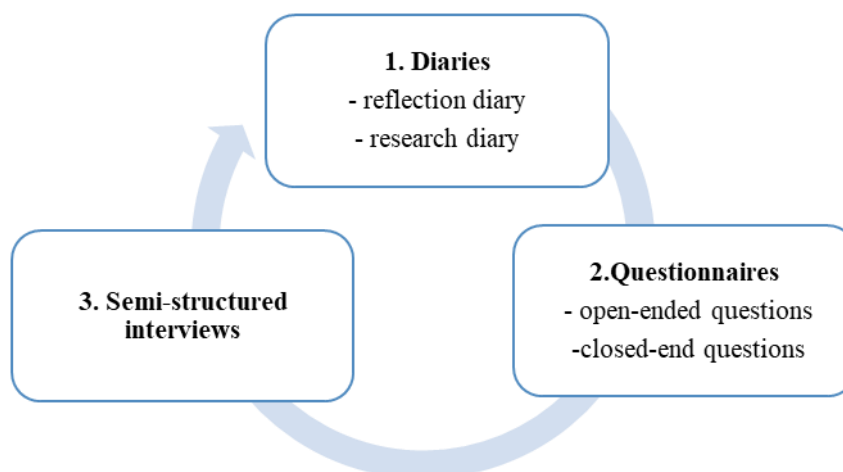 1. Diaries
- reflection diary
- research diary
2.Questionnaires
- open-ended questions
-closed-end questions
3. Semi-structured
interviews